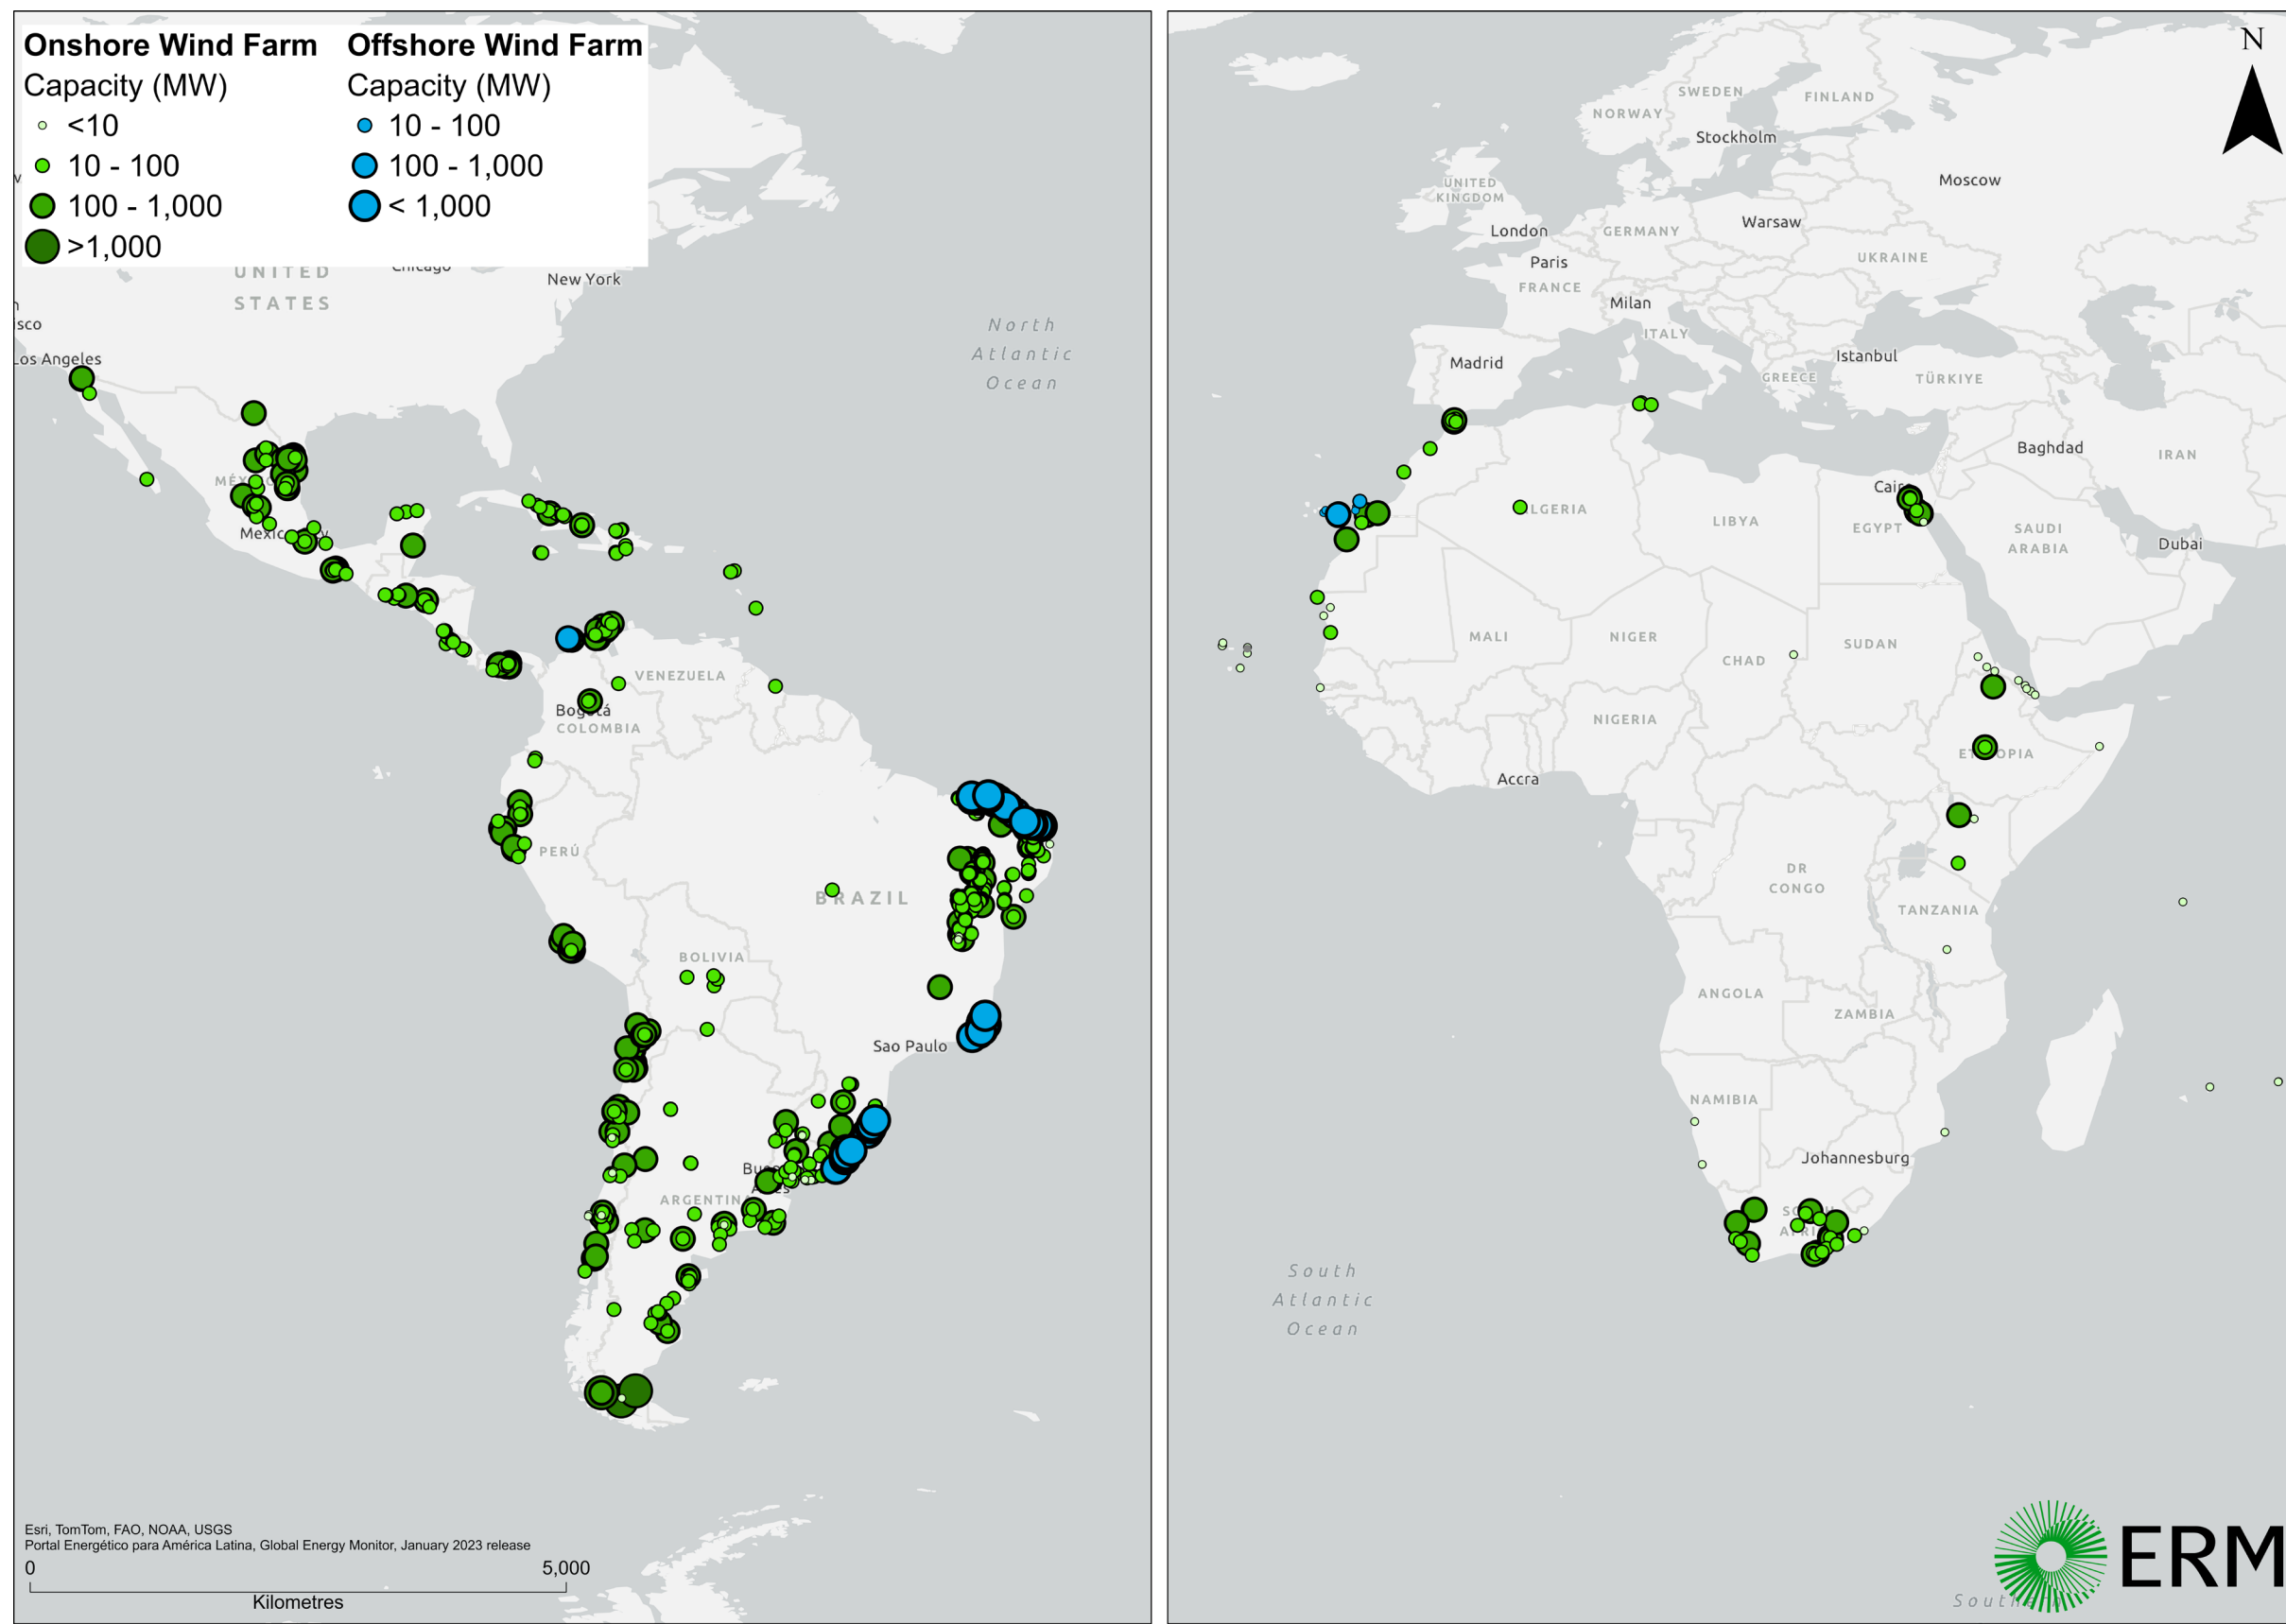 Onshore Wind Farm
Capacity (MW)
<10
10 - 100
100 - 1,000
>1,000
Offshore Wind Farm
Capacity (MW)
10 - 100
100 - 1,000
< 1,000
UNITED
STATES
New York
isco
Los Angeles
North
Atlantic
Ocean
VENEZUELA
COLOMBIA
PERÚ
BRAZIL
BOLIVIA
Sao Paulo
Esri, TomTom, FAO, NOAA, USGS
Portal Energético para América Latina, Global Energy Monitor, January 2023 release
0
5,000
Kilometres
N
SWEDEN
FINLAND
NORWAY
Stockholm
Moscow
UNITED
KINGDOM
London
GERMANY
Warsaw
Paris
FRANCE
UKRAINE
Milan
ITALY
Madrid
Istanbul
GREECE
TÜRKIYE
Baghdad
IRAN
LGERIA
LIBYA
EGYPT
SAUDI
ARABIA
Dubai
MALI
NIGER
CHAD
SUDAN
NIGERIA
Accra
DR
CONGO
TANZANIA
ANGOLA
ZAMBIA
NAMIBIA
Johannesburg
South
Atlantic
Ocean
ERM